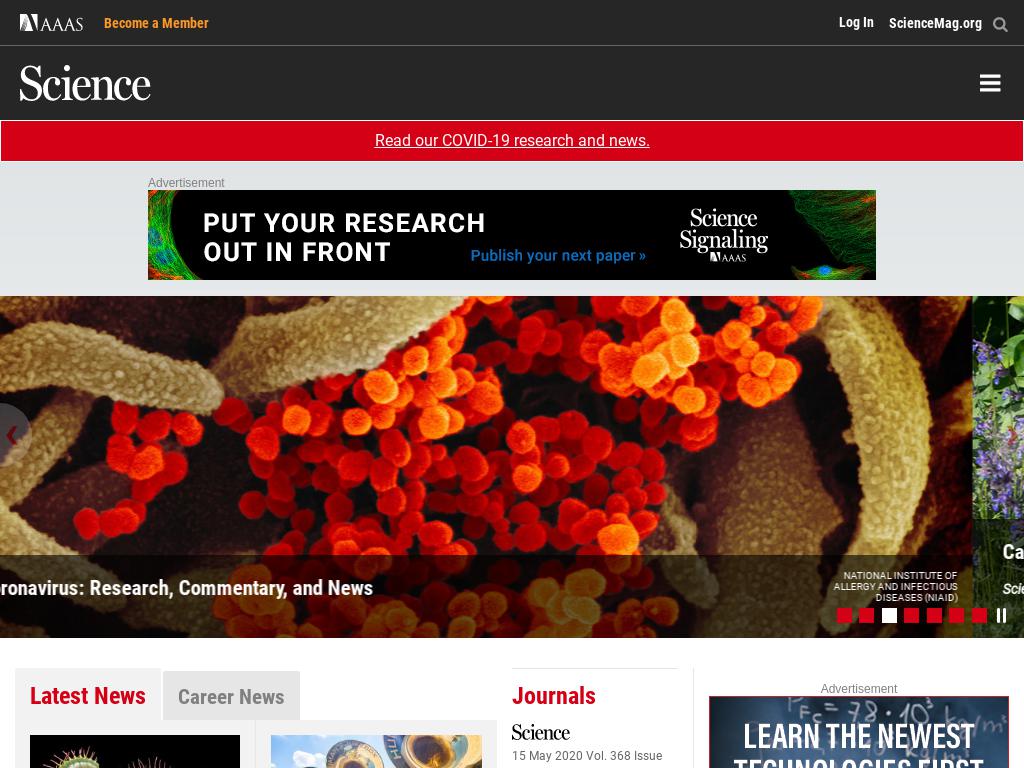 AAAS
Become a Member
Log In
ScienceMag.org
Science
Read our COVID-19 research and news.
Advertisement
PUT YOUR RESEARCH
OUT IN FRONT
Publish your next paper »
Science
Signaling
AAAS
oronavirus: Research, Commentary, and News
NATIONAL INSTITUTE OF
ALLERGY AND INFECTIOUS
DISEASES (NIAID)
Ca
Scie
Latest News
Career News
Journals
Science
15 May 2020 Vol. 368 Issue
Advertisement
LEARN THE NEWEST
TECHNOLOGIES FIRST